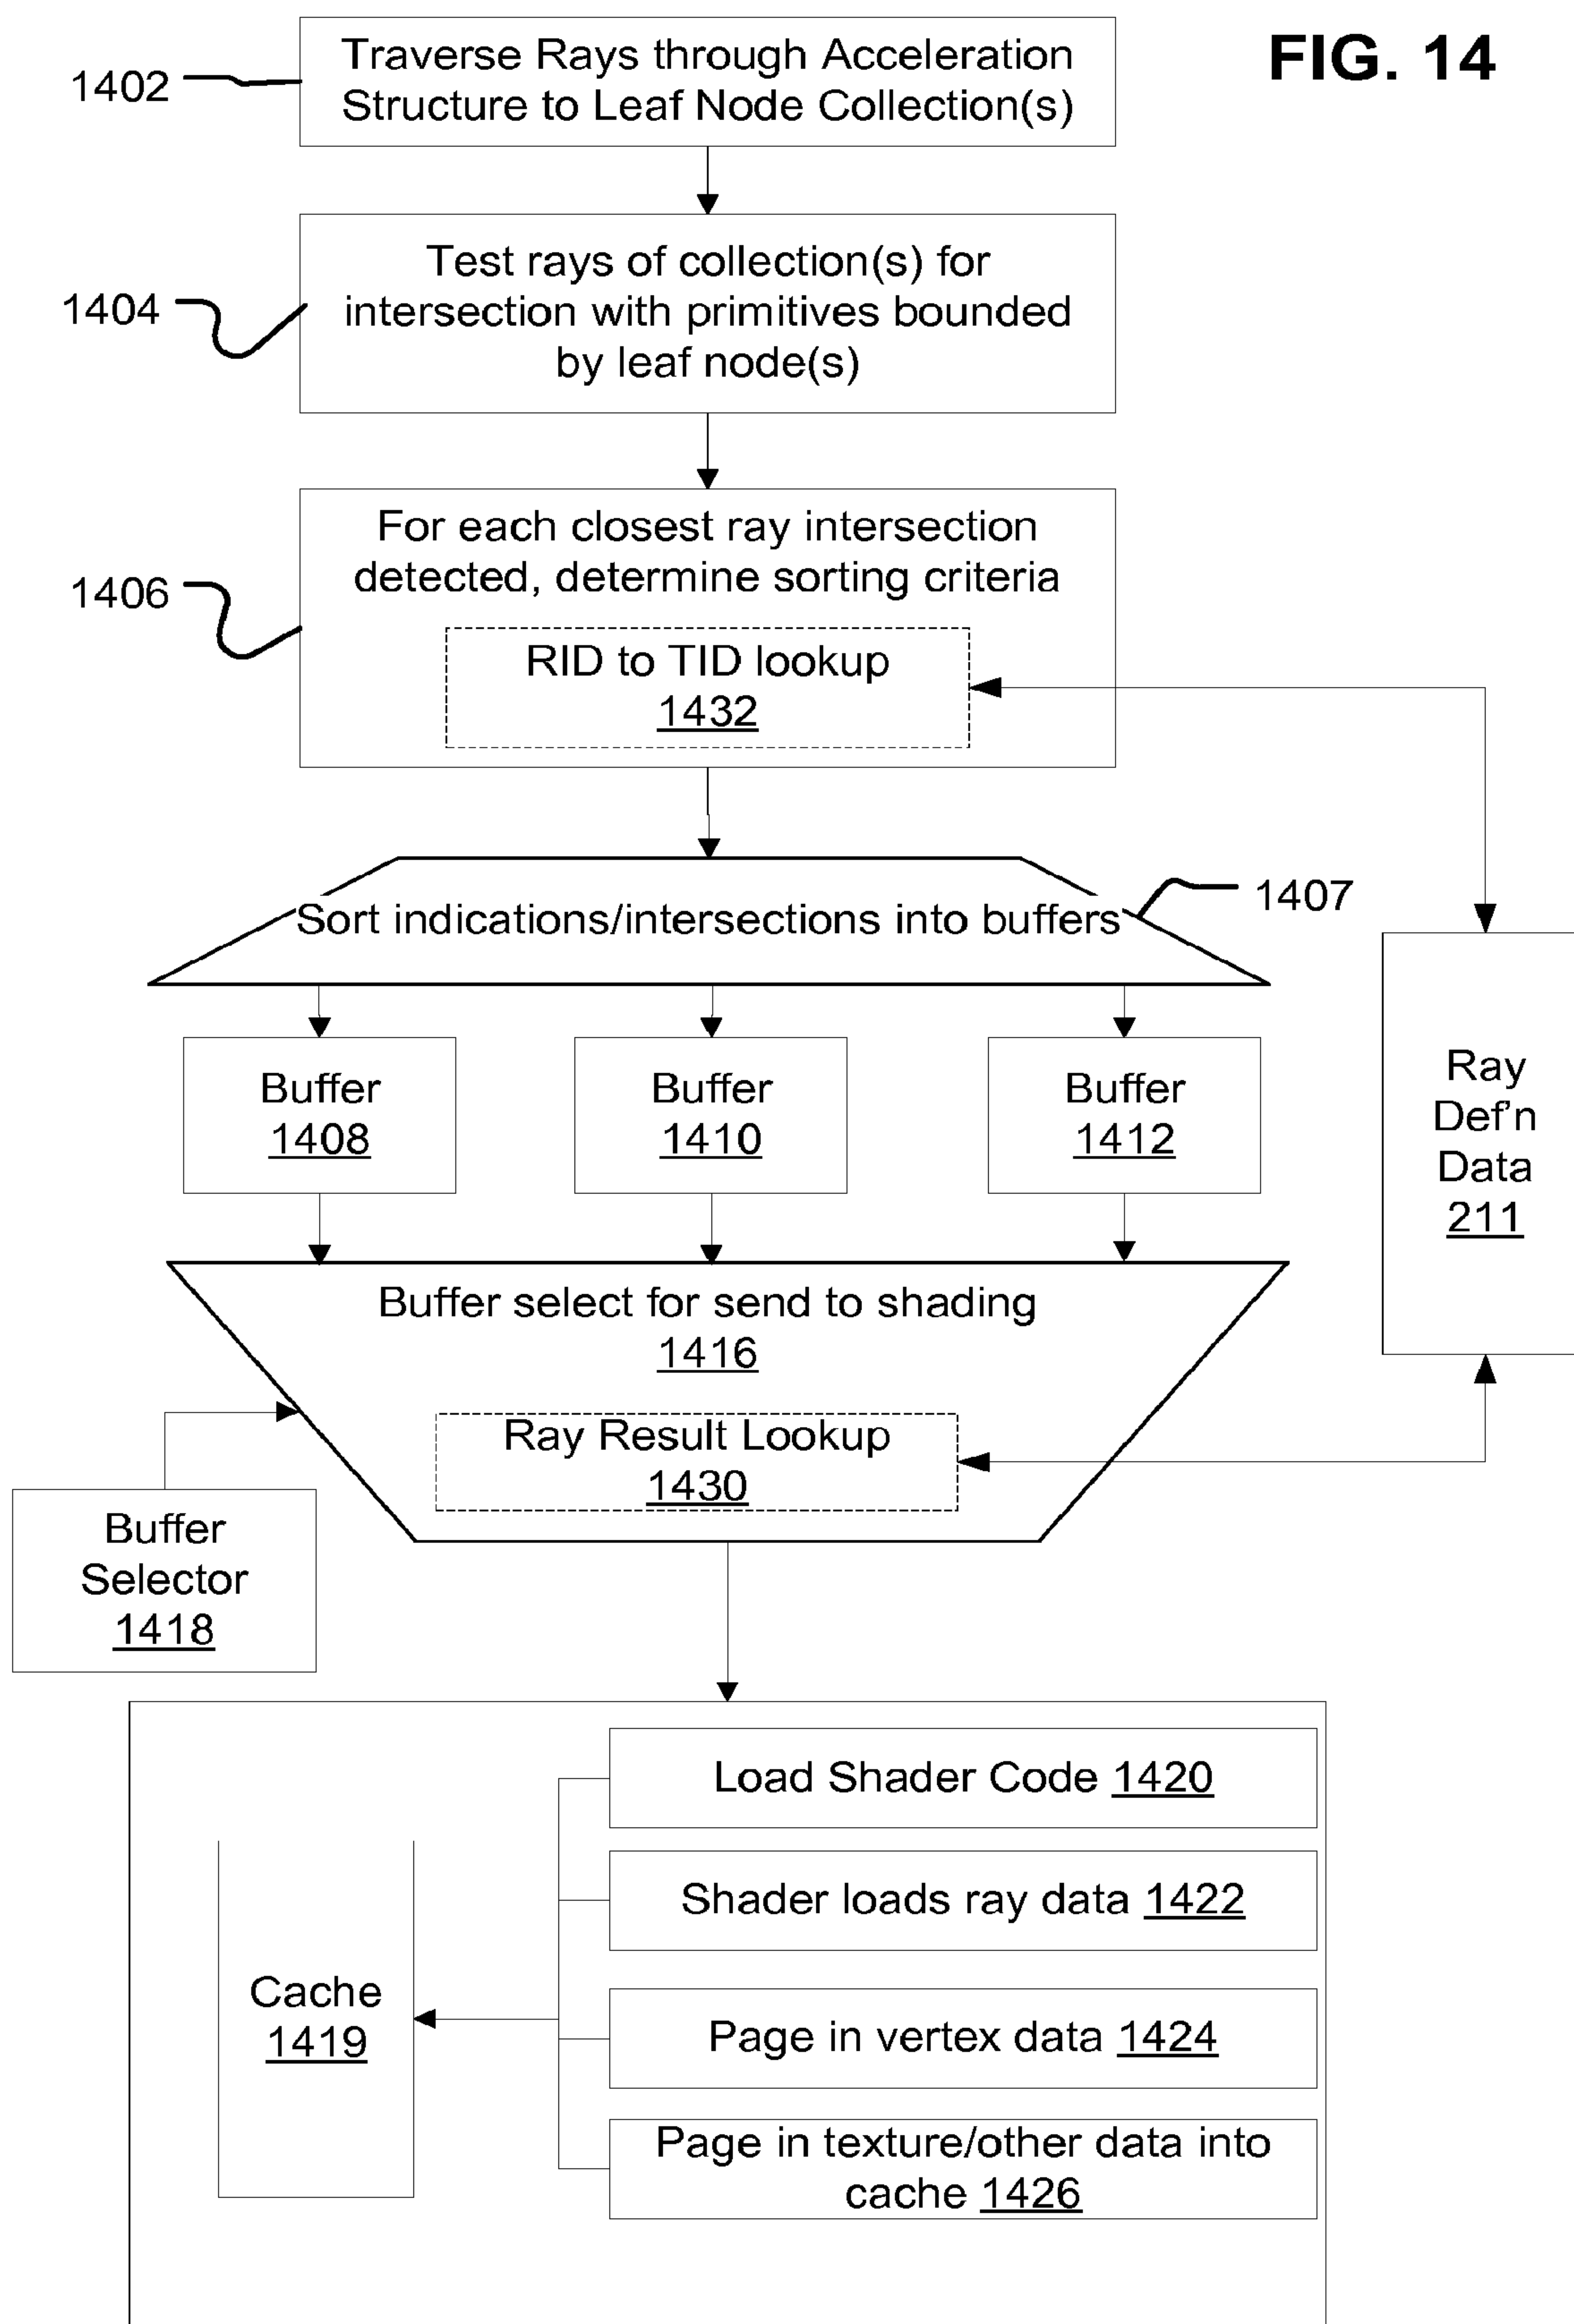 FIG. 14
1402
Traverse Rays through Acceleration
Structure to Leaf Node Collection(s)
1404
Test rays of collection(s) for
intersection with primitives bounded
by leaf node(s)
1406
For each closest ray intersection
detected, determine sorting criteria
RID to TID lookup
1432
Sort indications/intersections into buffers
1407
Buffer
1408
Buffer
1410
Buffer
1412
Ray
Def'n
Data
211
Buffer select for send to shading
1416
Ray Result Lookup
1430
Buffer
Selector
1418
Load Shader Code 1420
Shader loads ray data 1422
Cache
1419
Page in vertex data 1424
Page in texture/other data into
cache 1426